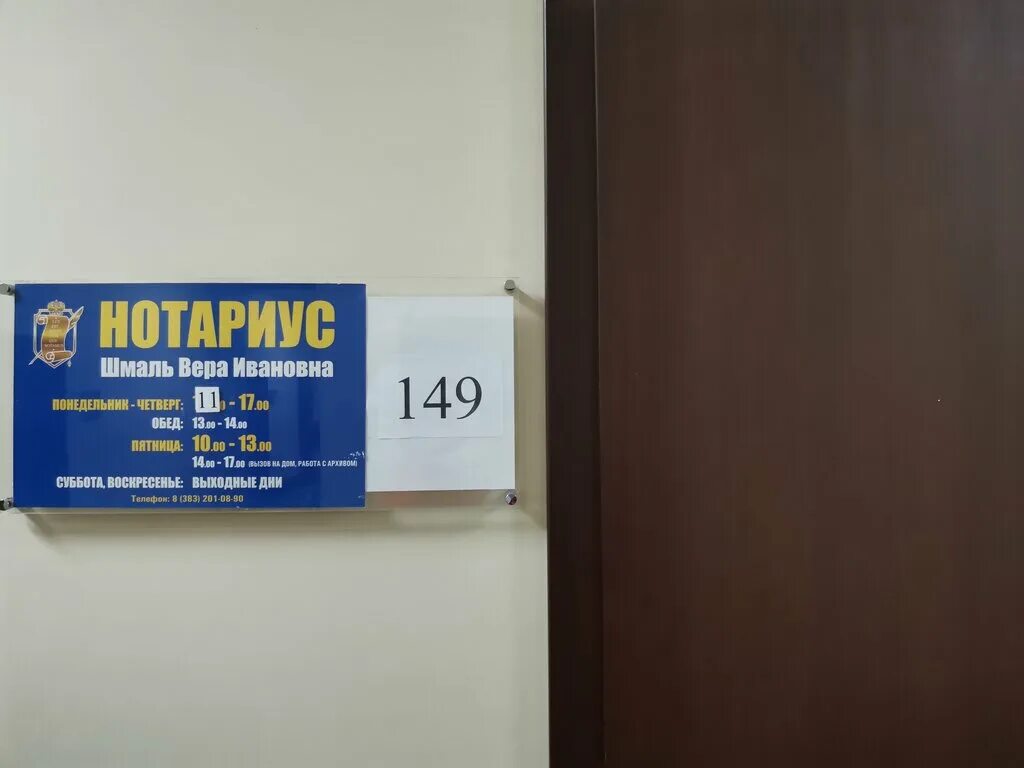 НОТАРИУС
Шмаль Вера Ивановна
ПОНЕДЕЛЬНИК - ЧЕТВЕРГ: 11 - 17.00
ОБЕД: 13.00 - 14.00
ПЯТНИЦА: 10.00 - 13.00
14.00 - 17.00 (ВЫЗОВ НА ДОМ, РАБОТА С АРХИВОМ)
СУББОТА, ВОСКРЕСЕНЬЕ: ВЫХОДНЫЕ ДНИ
Телефон: 8 (383) 201-08-90
149